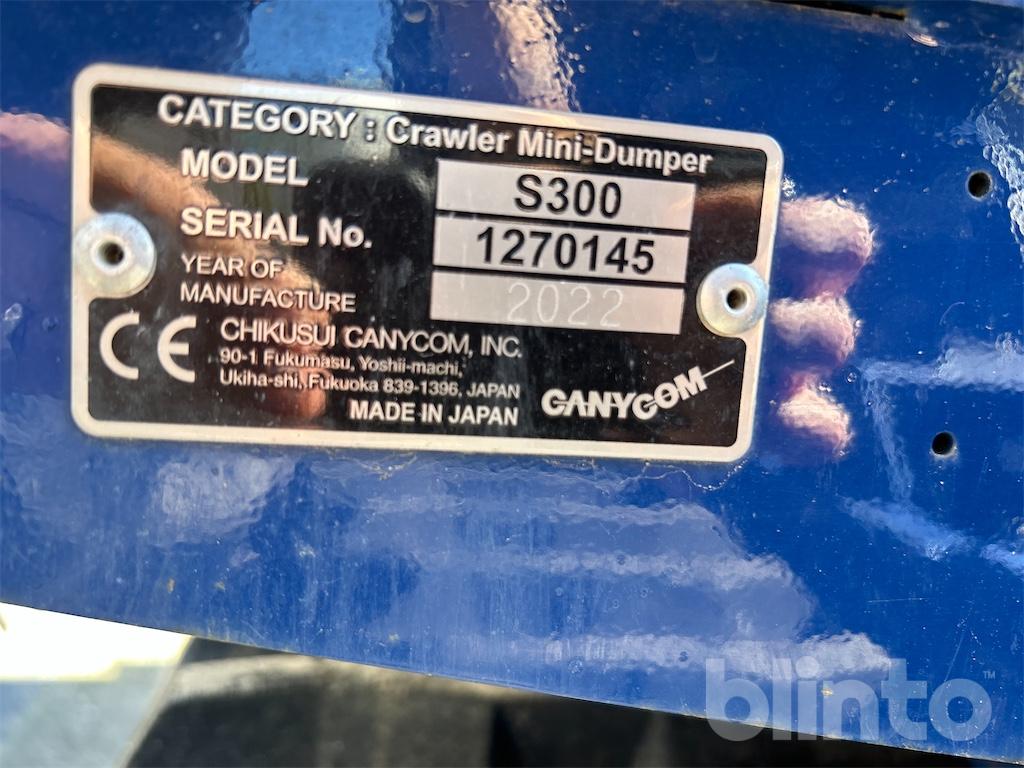 CATEGORY : Crawler Mini-Dumper
MODEL S300
SERIAL No. 1270145
YEAR OF
MANUFACTURE 2022
CE CHIKUSUI CANYCOM, INC.
90-1 Fukumasu, Yoshii-machi,
Ukiha-shi, Fukuoka 839-1396, JAPAN
MADE IN JAPAN CANYCOM
blinto™